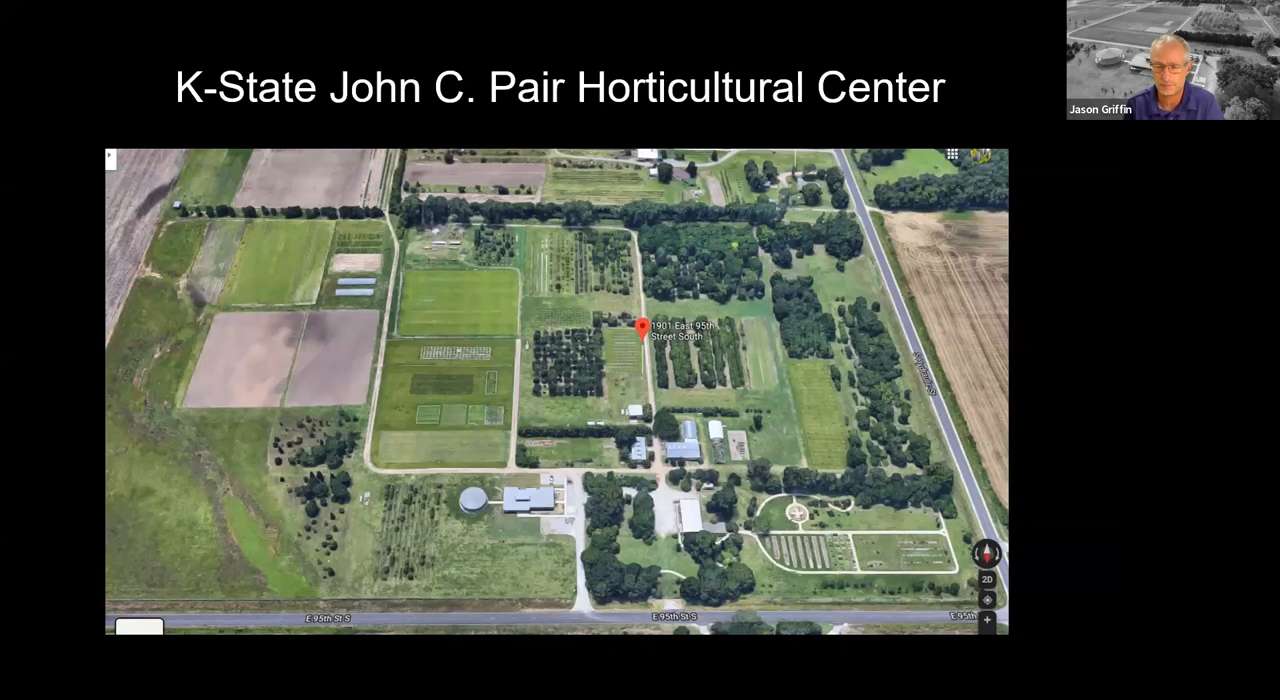 K-State John C. Pair Horticultural Center
Jason Griffin
1901 East 95th
Street South
2D
E 95th St S
E 95th St S
E 95th